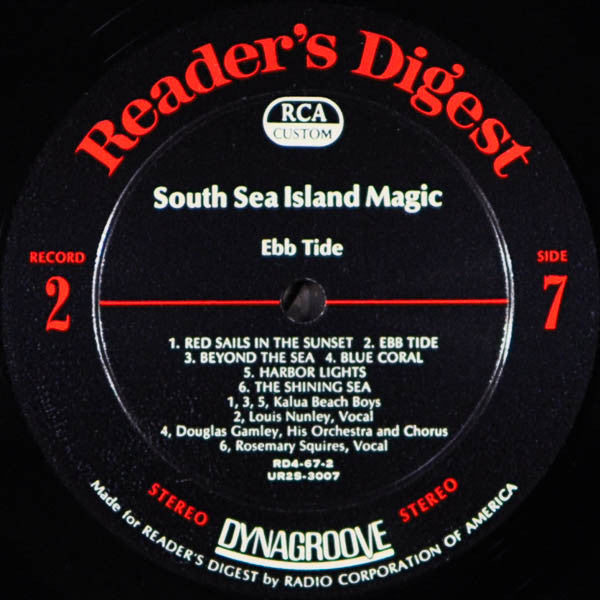 Reader's Digest
RCA
CUSTOM
South Sea Island Magic
Ebb Tide
RECORD
2
SIDE
7
1. RED SAILS IN THE SUNSET 2. EBB TIDE
3. BEYOND THE SEA 4. BLUE CORAL
5. HARBOR LIGHTS
6. THE SHINING SEA
1, 3, 5, Kalua Beach Boys
2, Louis Nunley, Vocal
4, Douglas Gamley, His Orchestra and Chorus
6, Rosemary Squires, Vocal
RD4-67-2
UR2S-3007
STEREO
STEREO
DYNAGROOVE
Made for READER'S DIGEST by RADIO CORPORATION OF AMERICA